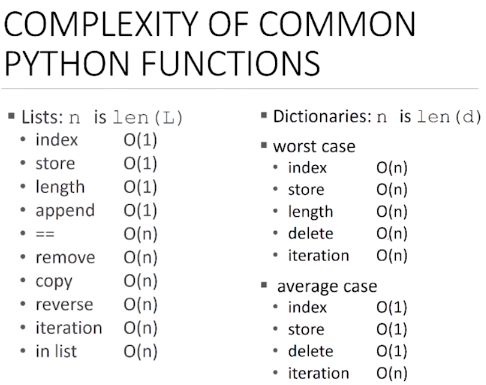 COMPLEXITY OF COMMON
PYTHON FUNCTIONS
▪ Lists: n is len(L)
• index O(1)
• store O(1)
• length O(1)
• append O(1)
• == O(n)
• remove O(n)
• copy O(n)
• reverse O(n)
• iteration O(n)
• in list O(n)
▪ Dictionaries: n is len(d)
▪ worst case
• index O(n)
• store O(n)
• length O(n)
• delete O(n)
• iteration O(n)
▪ average case
• index O(1)
• store O(1)
• delete O(1)
• iteration O(n)